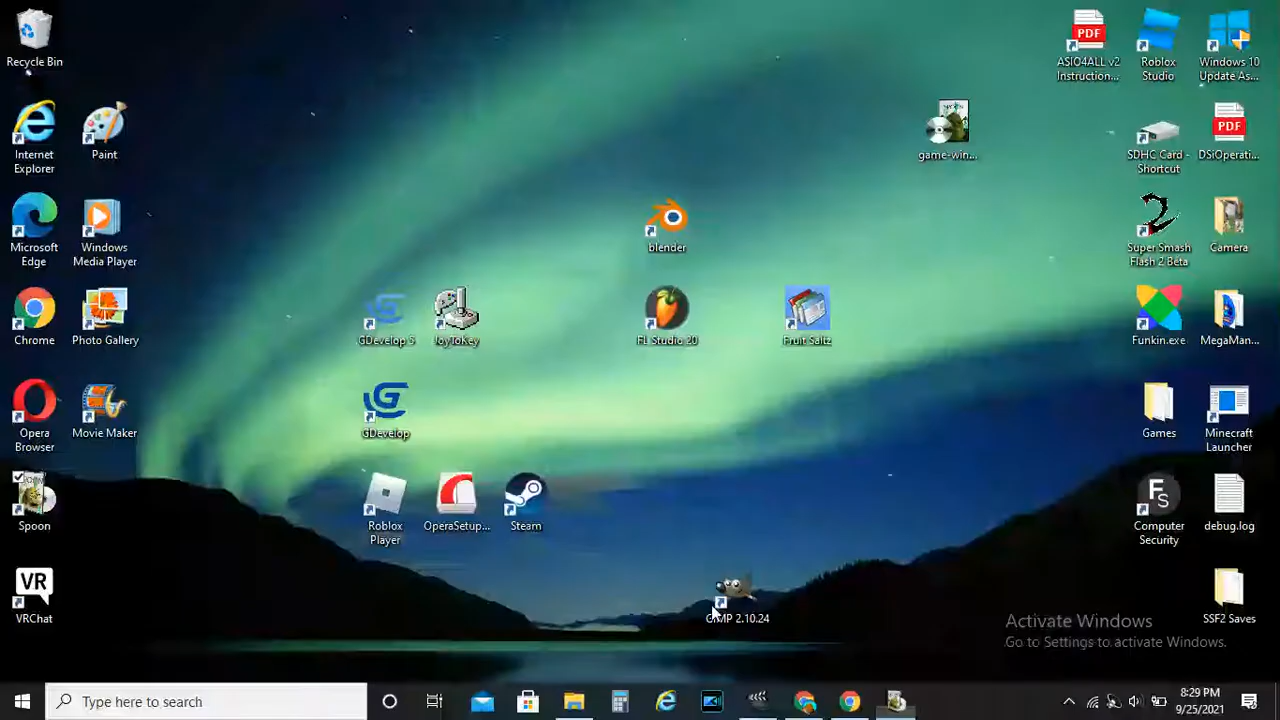 Recycle Bin
Internet
Explorer
Paint
Microsoft
Edge
Windows
Media Player
Chrome
Photo Gallery
Opera
Browser
Movie Maker
Spoon
VR
VRChat
GDevelop 5
JoyToKey
GDevelop
Roblox
Player
OperaSetup...
Steam
blender
FL Studio 20
Fruit Saltz
GIMP 2.10.24
game-win...
PDF
ASIO4ALL v2
Instruction...
Roblox
Studio
Windows 10
Update As...
SDHC Card -
Shortcut
PDF
DSiOperati...
Super Smash
Flash 2 Beta
Camera
Funkin.exe
MegaMan...
Games
Minecraft
Launcher
FS
Computer
Security
debug.log
SSF2 Saves
Activate Windows
Go to Settings to activate Windows.
Type here to search
8:29 PM
9/25/2021